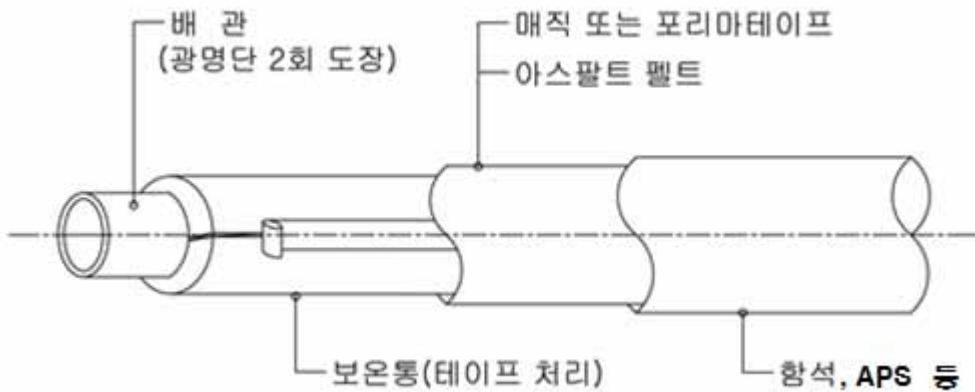 배 관
(광명단 2회 도장)
매직 또는 포리마테이프
아스팔트 펠트
보온통(테이프 처리)
함석, APS 등